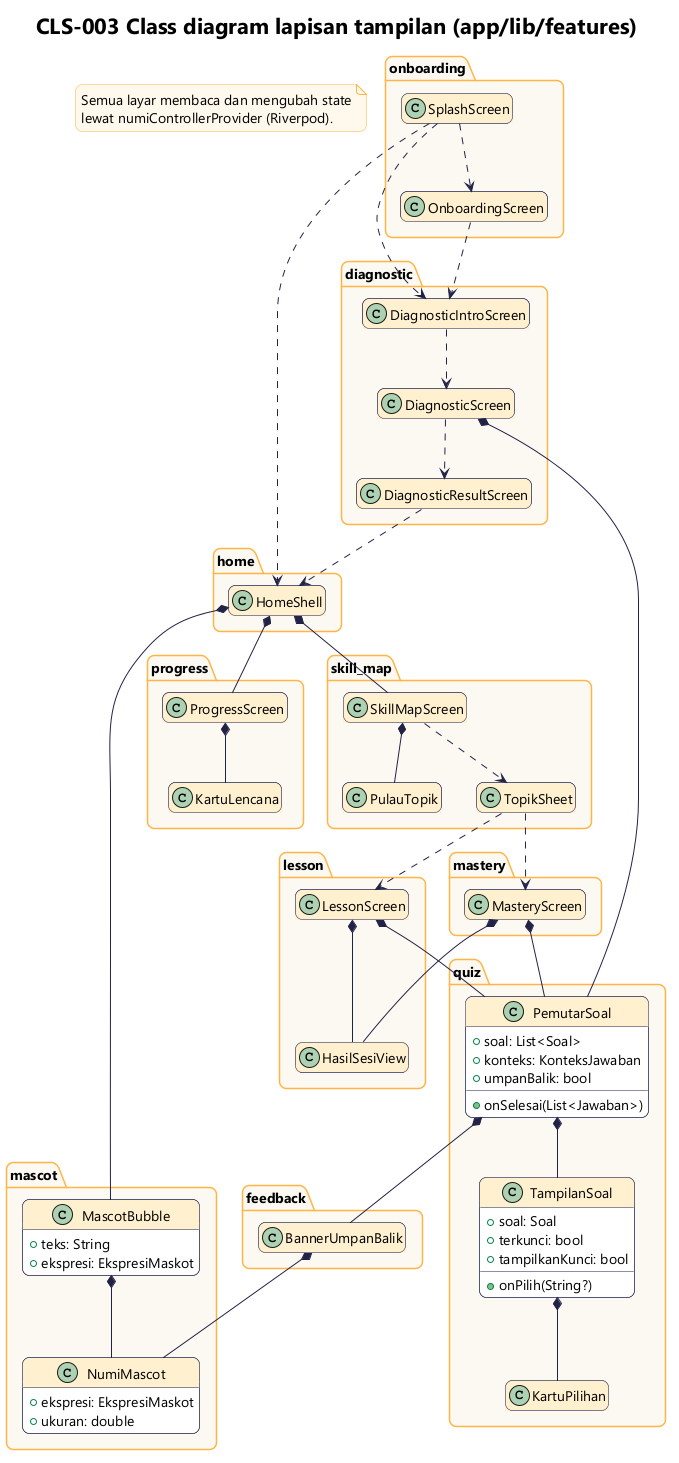 CLS-003 Class diagram lapisan tampilan (app/lib/features)
onboarding
Semua layar membaca dan mengubah state
lewat numiControllerProvider (Riverpod).
C SplashScreen
C OnboardingScreen
diagnostic
C DiagnosticIntroScreen
C DiagnosticScreen
C DiagnosticResultScreen
home
C HomeShell
progress
skill_map
C ProgressScreen
C SkillMapScreen
C KartuLencana
C PulauTopik
C TopikSheet
lesson
mastery
C LessonScreen
C MasteryScreen
quiz
C PemutarSoal
soal: List<Soal>
konteks: KonteksJawaban
umpanBalik: bool
onSelesai(List<Jawaban>)
C HasilSesiView
mascot
feedback
C MascotBubble
teks: String
ekspresi: EkspresiMaskot
C BannerUmpanBalik
C TampilanSoal
soal: Soal
terkunci: bool
tampilkanKunci: bool
onPilih(String?)
C NumiMascot
ekspresi: EkspresiMaskot
ukuran: double
C KartuPilihan